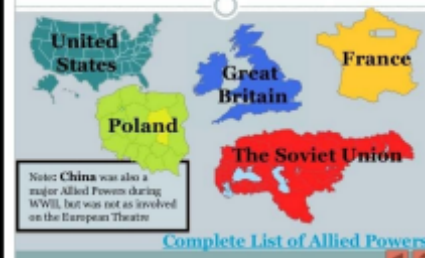 United
States
Great
Britain
France
Poland
The Soviet Union
Note: China was also a
major Allied Powers during
WWII, but was not as involved
on the European Theatre
Complete List of Allied Powers